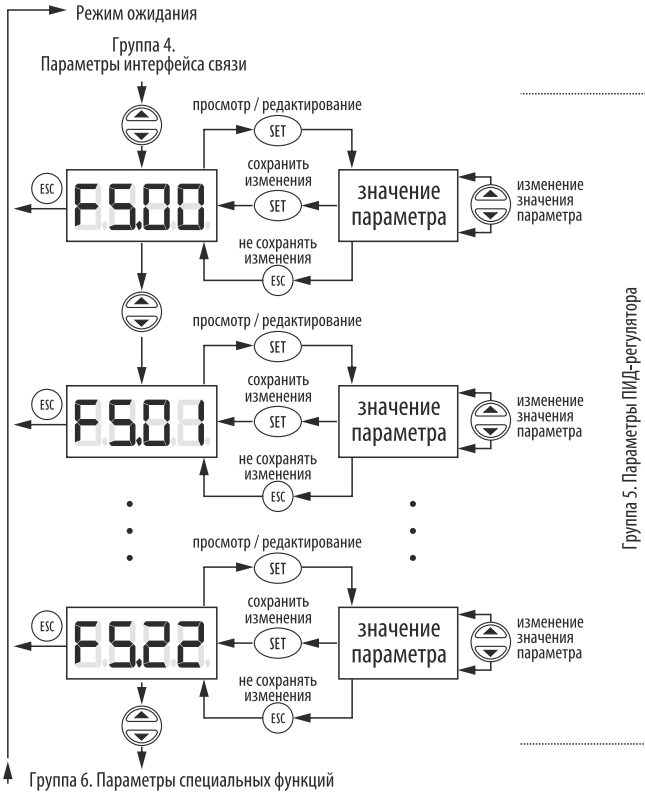 Режим ожидания
Группа 4.
Параметры интерфейса связи
просмотр / редактирование
SET
ESC
F5.00
сохранить
изменения
SET
значение
параметра
изменение
значения
параметра
не сохранять
изменения
ESC
просмотр / редактирование
SET
ESC
F5.01
сохранить
изменения
SET
значение
параметра
изменение
значения
параметра
не сохранять
изменения
ESC
просмотр / редактирование
SET
ESC
F5.22
сохранить
изменения
SET
значение
параметра
изменение
значения
параметра
не сохранять
изменения
ESC
Группа 5. Параметры ПИД-регулятора
Группа 6. Параметры специальных функций